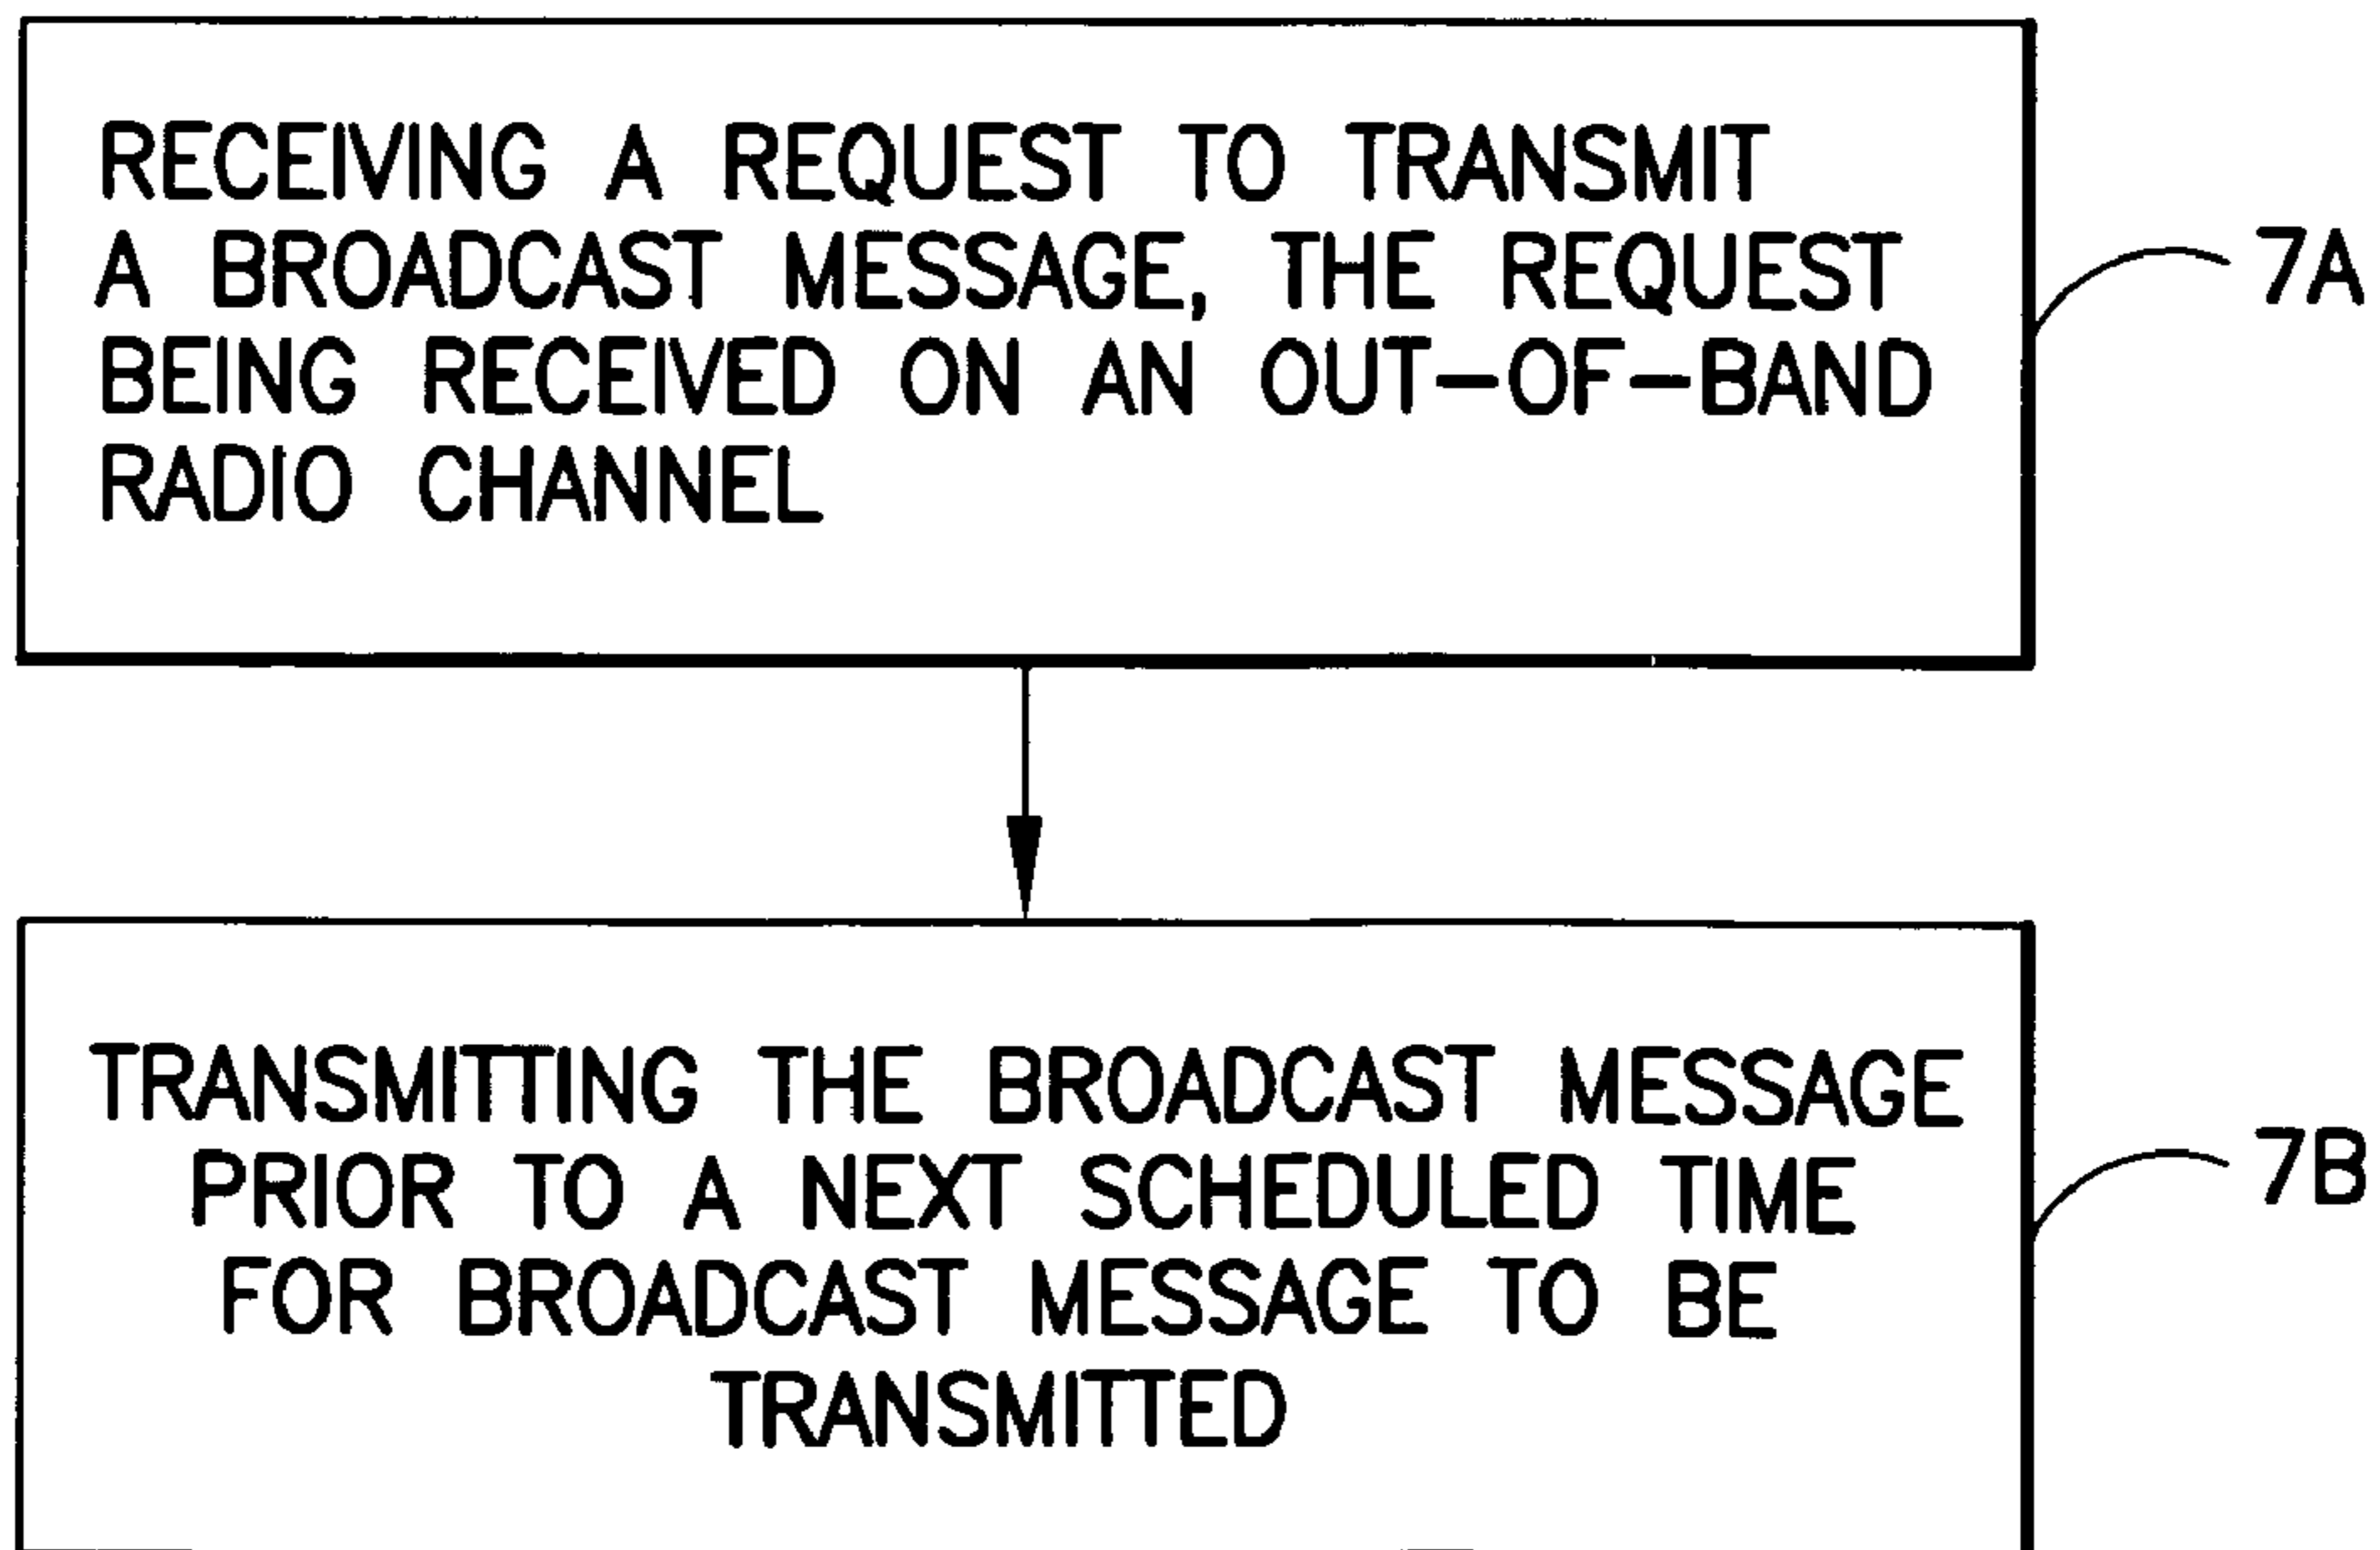 RECEIVING A REQUEST TO TRANSMIT
A BROADCAST MESSAGE, THE REQUEST
BEING RECEIVED ON AN OUT-OF-BAND
RADIO CHANNEL
7A
TRANSMITTING THE BROADCAST MESSAGE
PRIOR TO A NEXT SCHEDULED TIME
FOR BROADCAST MESSAGE TO BE
TRANSMITTED
7B